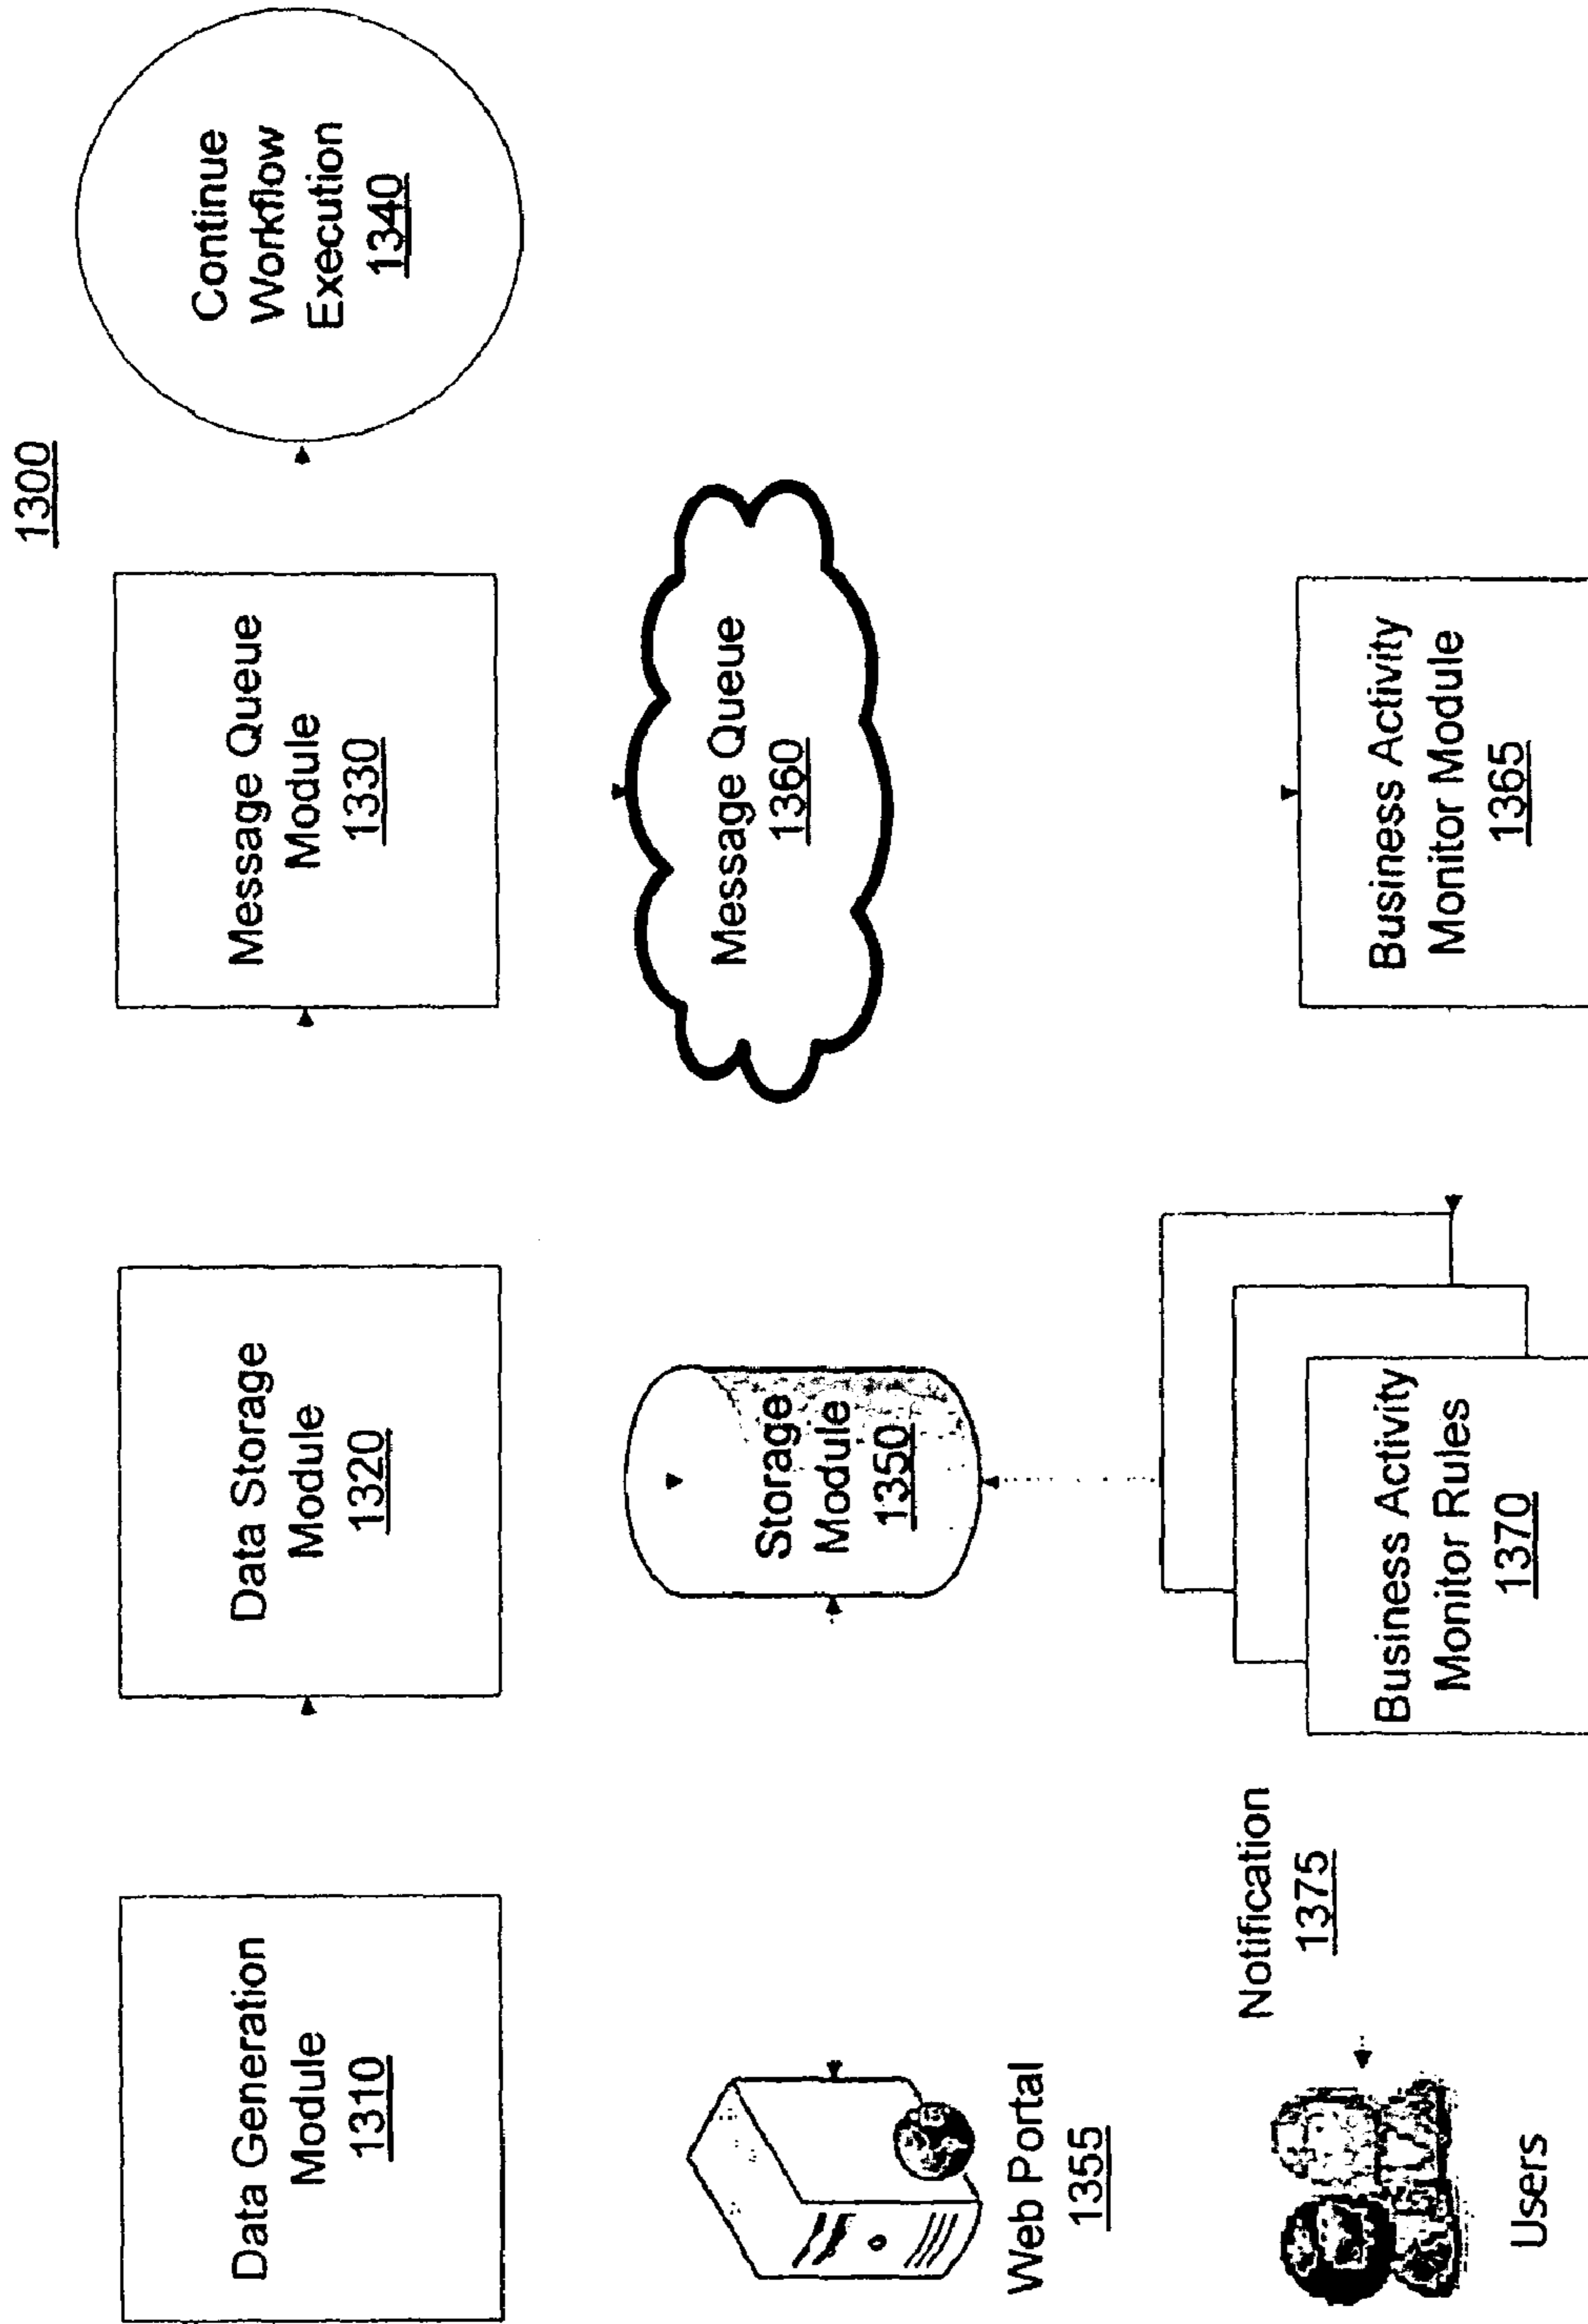 1300
Data Generation
Module
1310
Data Storage
Module
1320
Message Queue
Module
1330
Continue
Workflow
Execution
1340
Web Portal
1355
Storage
Module
1350
Message Queue
1360
Users
Notification
1375
Business Activity
Monitor Rules
1370
Business Activity
Monitor Module
1365